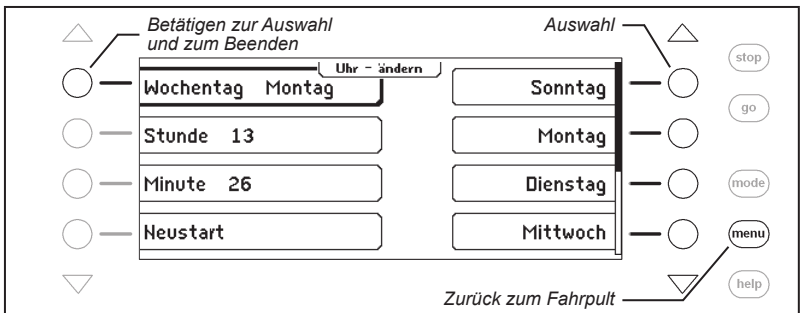 Betätigen zur Auswahl
und zum Beenden
Auswahl
Uhr - ändern
Wochentag Montag
Sonntag
Stunde 13
Montag
Minute 26
Dienstag
Neustart
Mittwoch
stop
go
mode
menu
help
Zurück zum Fahrpult